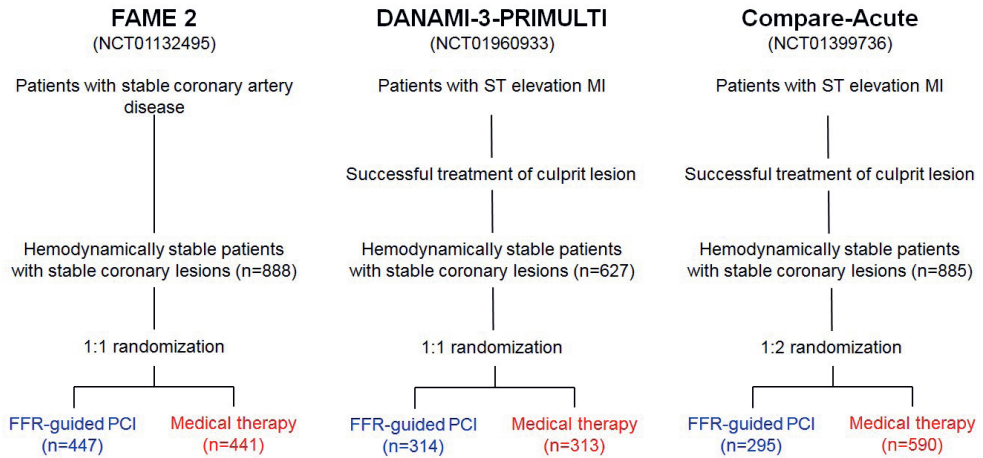 FAME 2
(NCT01132495)
Patients with stable coronary artery
disease
Hemodynamically stable patients
with stable coronary lesions (n=888)
1:1 randomization
FFR-guided PCI
(n=447)
Medical therapy
(n=441)
DANAMI-3-PRIMULTI
(NCT01960933)
Patients with ST elevation MI
Successful treatment of culprit lesion
Hemodynamically stable patients
with stable coronary lesions (n=627)
1:1 randomization
FFR-guided PCI
(n=314)
Medical therapy
(n=313)
Compare-Acute
(NCT01399736)
Patients with ST elevation MI
Successful treatment of culprit lesion
Hemodynamically stable patients
with stable coronary lesions (n=885)
1:2 randomization
FFR-guided PCI
(n=295)
Medical therapy
(n=590)